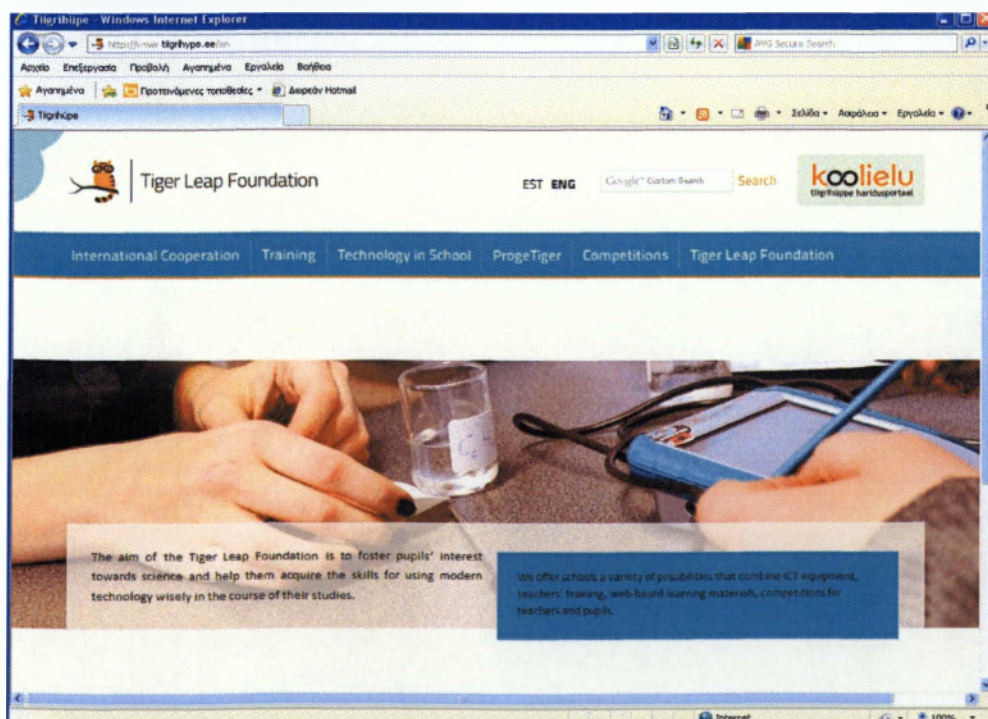 Tiigrihüpe - Windows Internet Explorer
http://www.tiigrihype.ee/en
AVG Secure Search
Αρχείο Επεξεργασία Προβολή Αγαπημένα Εργαλεία Βοήθεια
Αγαπημένα Προτεινόμενες τοποθεσίες Δωρεάν Hotmail
Tiigrihüpe
Σελίδα Ασφάλεια Εργαλεία
Tiger Leap Foundation
EST ENG
Google™ Custom Search
Search
koolielu
tiigrihüppe haridusportaal
International Cooperation Training Technology in School ProgeTiger Competitions Tiger Leap Foundation
The aim of the Tiger Leap Foundation is to foster pupils' interest
towards science and help them acquire the skills for using modern
technology wisely in the course of their studies.
We offer schools a variety of possibilities that combine ICT equipment,
teachers' training, web-based learning materials, competitions for
teachers and pupils.
Internet
100%